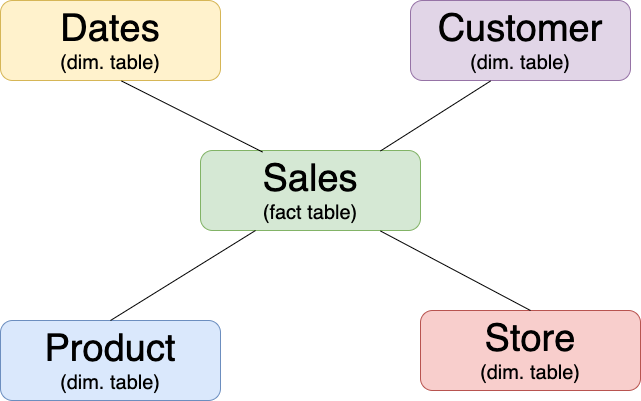 Dates
(dim. table)
Customer
(dim. table)
Sales
(fact table)
Product
(dim. table)
Store
(dim. table)